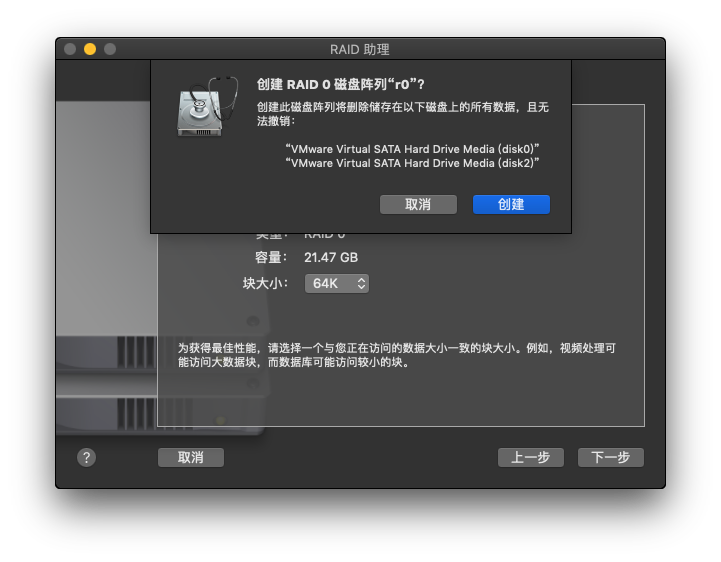 RAID 助理
创建 RAID 0 磁盘阵列“r0”？
创建此磁盘阵列将删除储存在以下磁盘上的所有数据，且无
法撤销：
“VMware Virtual SATA Hard Drive Media (disk0)”
“VMware Virtual SATA Hard Drive Media (disk2)”
取消
创建
类型： RAID 0
容量： 21.47 GB
块大小： 64K
为获得最佳性能，请选择一个与您正在访问的数据大小一致的块大小。例如，视频处理可
能访问大数据块，而数据库可能访问较小的块。
?
取消
上一步
下一步